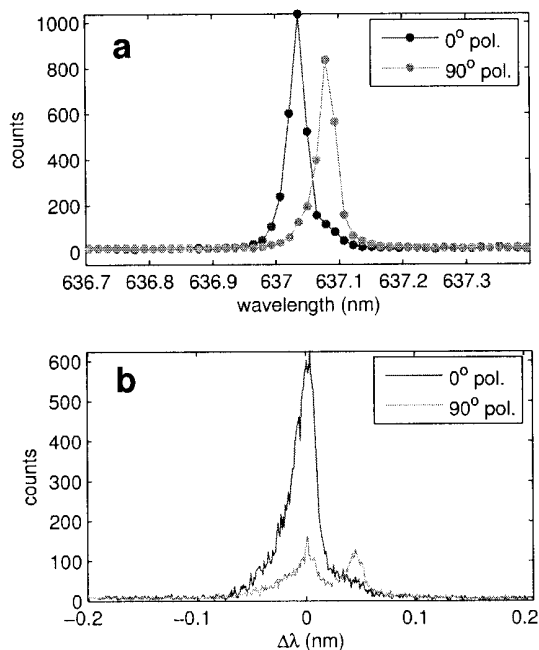 a
1000
800
600
400
200
0
counts
0° pol.
90° pol.
636.7 636.8 636.9 637 637.1 637.2 637.3
wavelength (nm)
b
600
500
400
300
200
100
0
counts
0° pol.
90° pol.
−0.2 −0.1 0 0.1 0.2
Δλ (nm)